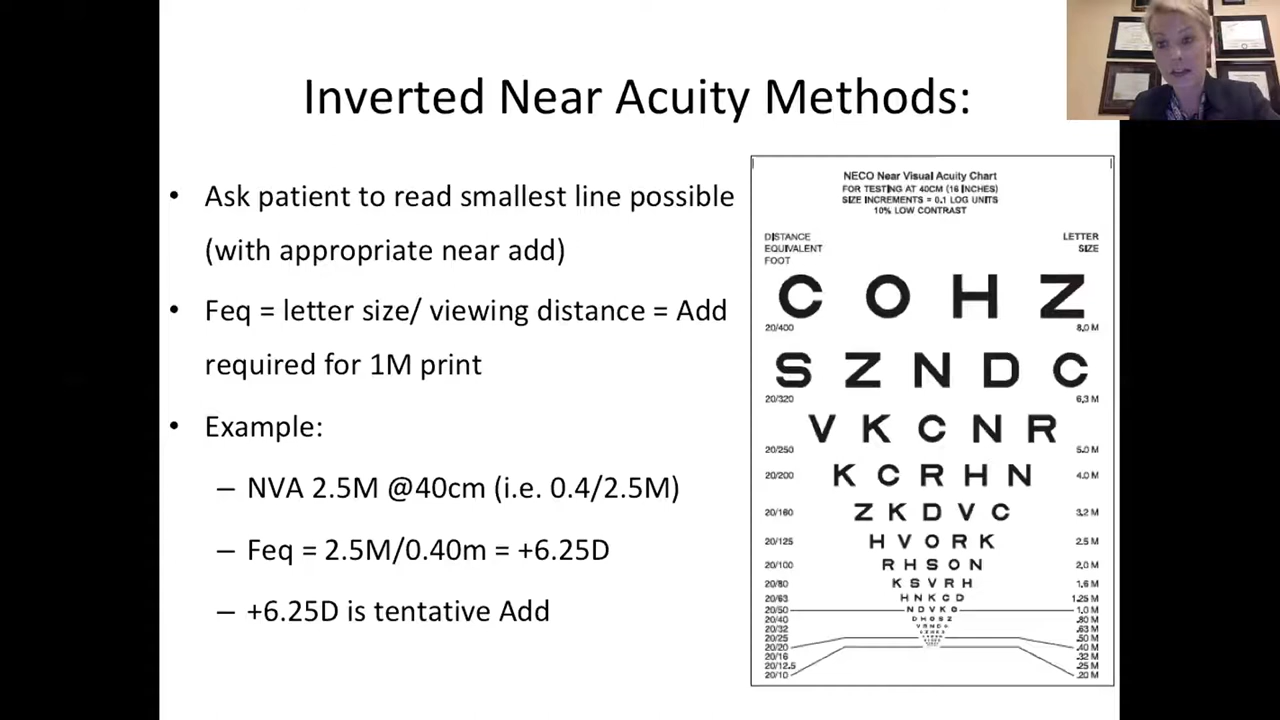 Inverted Near Acuity Methods:
• Ask patient to read smallest line possible
(with appropriate near add)
• Feq = letter size/ viewing distance = Add
required for 1M print
• Example:
– NVA 2.5M @40cm (i.e. 0.4/2.5M)
– Feq = 2.5M/0.40m = +6.25D
– +6.25D is tentative Add
NECO Near Visual Acuity Chart
FOR TESTING AT 40CM (16 INCHES)
SIZE INCREMENTS = 0.1 LOG UNITS
10% LOW CONTRAST
DISTANCE EQUIVALENT FOOT
LETTER SIZE
C O H Z
20/400 8.0 M
S Z N D C
20/320 6.3 M
V K C N R
20/250 5.0 M
20/200 K C R H N 4.0 M
20/160 Z K D V C 3.2 M
20/125 H V O R K 2.5 M
20/100 R H S O N 2.0 M
20/80 K S V R H 1.6 M
20/63 H N K C D 1.25 M
20/50 N D V K O 1.0 M
20/40 D H O S Z .80 M
20/32 .63 M
20/25 .50 M
20/20 .40 M
20/16 .32 M
20/12.5 .25 M
20/10 .20 M